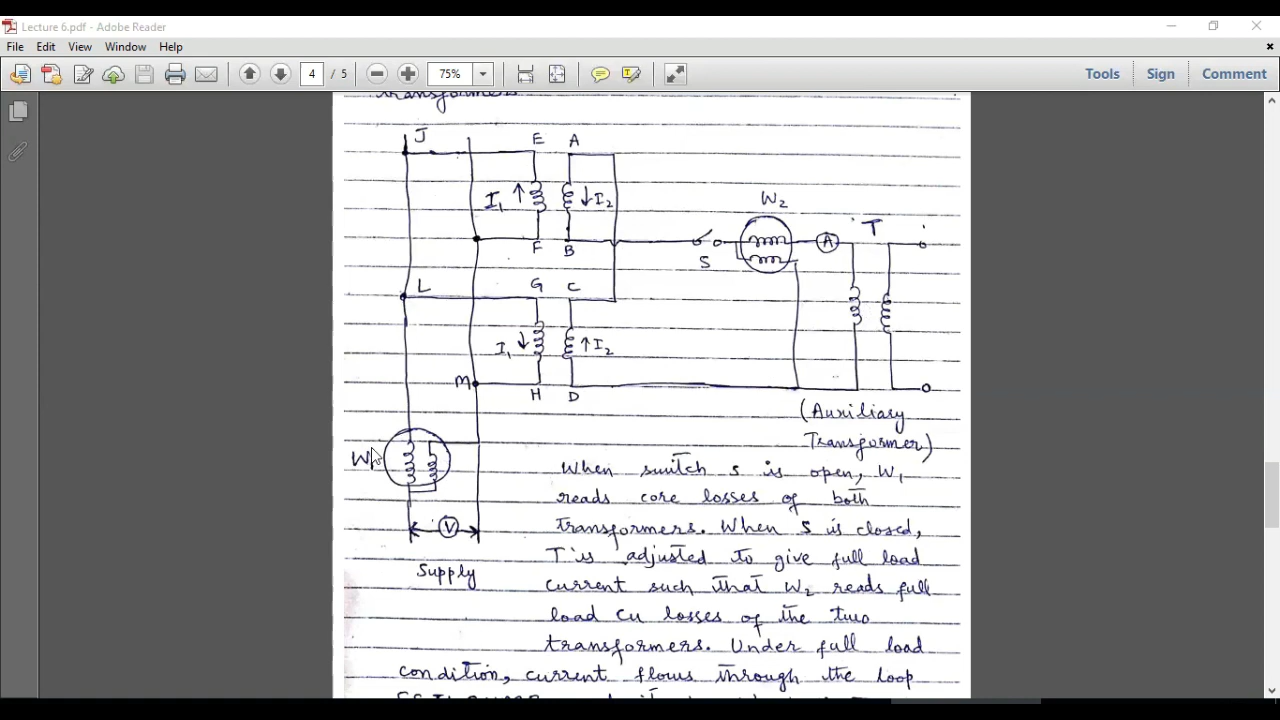 Lecture 6.pdf - Adobe Reader
File Edit View Window Help
4 / 5 75% Tools Sign Comment
transformers
J E A
I1 I2 W2
T
F B S A
L G C
I1 I2
M H D
(Auxiliary
Transformer)
W1
When switch s is open, W1
reads core losses of both
transformers. When S is closed,
V
T is adjusted to give full load
Supply
current such that W2 reads full
load cu losses of the two
transformers. Under full load
condition, current flows through the loop